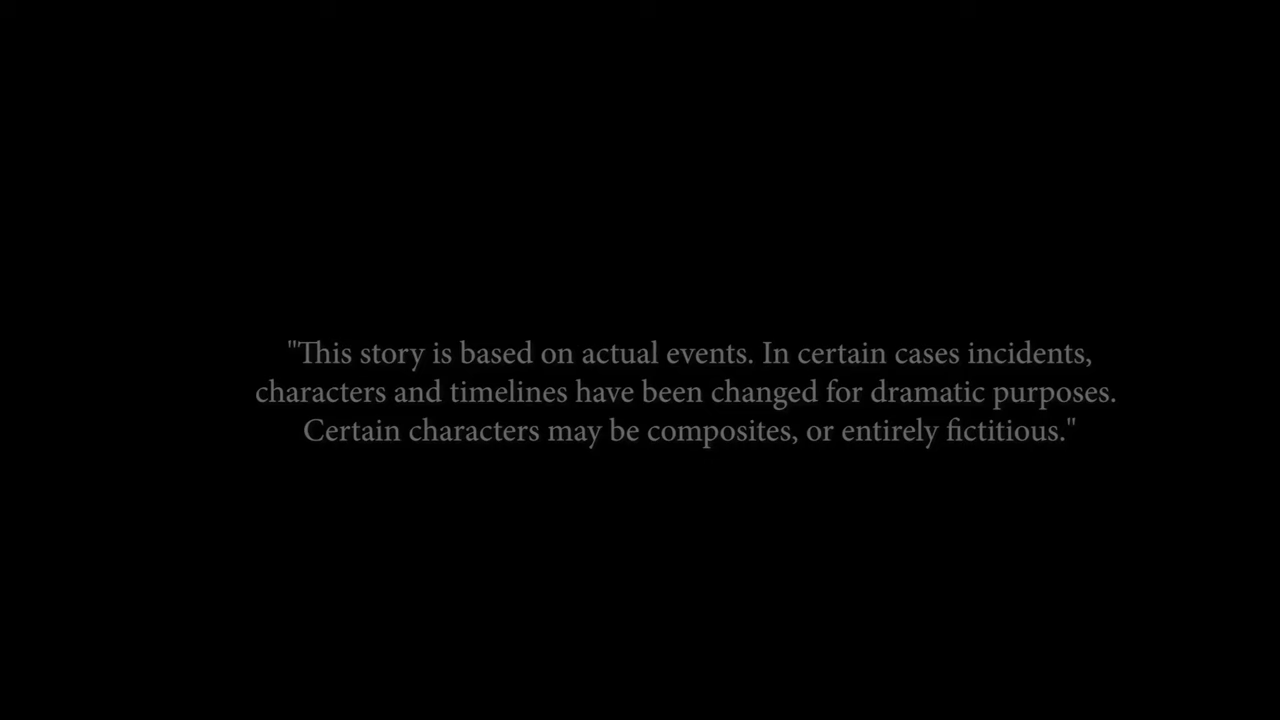 "This story is based on actual events. In certain cases incidents,
characters and timelines have been changed for dramatic purposes.
Certain characters may be composites, or entirely fictitious."